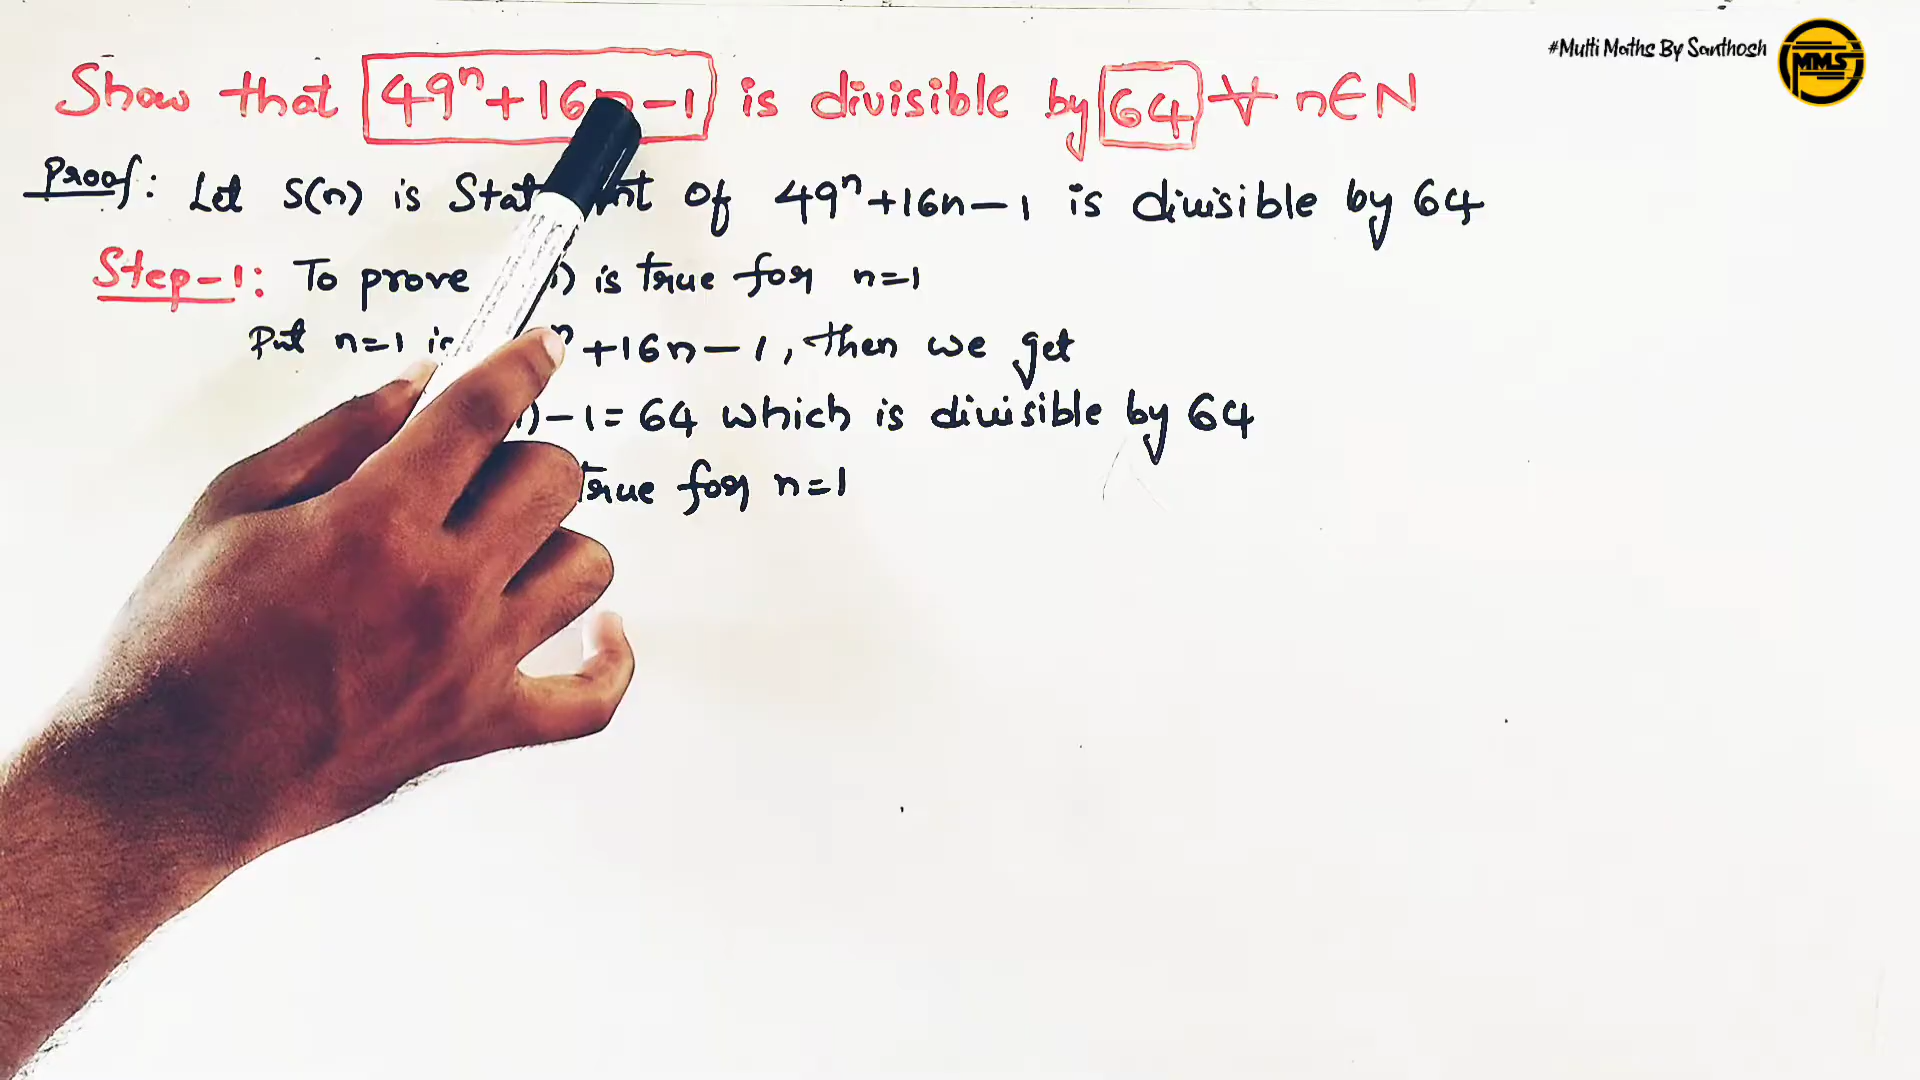 #Multi Maths By Santhosh
MMS
Show that 49ⁿ+16n-1 is divisible by 64 ∀ n∈N
Proof: Let S(n) is of 49ⁿ+16n-1 is divisible by 64
Step-1: To prove is true for n=1
Put n=1 +16n-1, then we get
)-1=64 which is divisible by 64
true for n=1